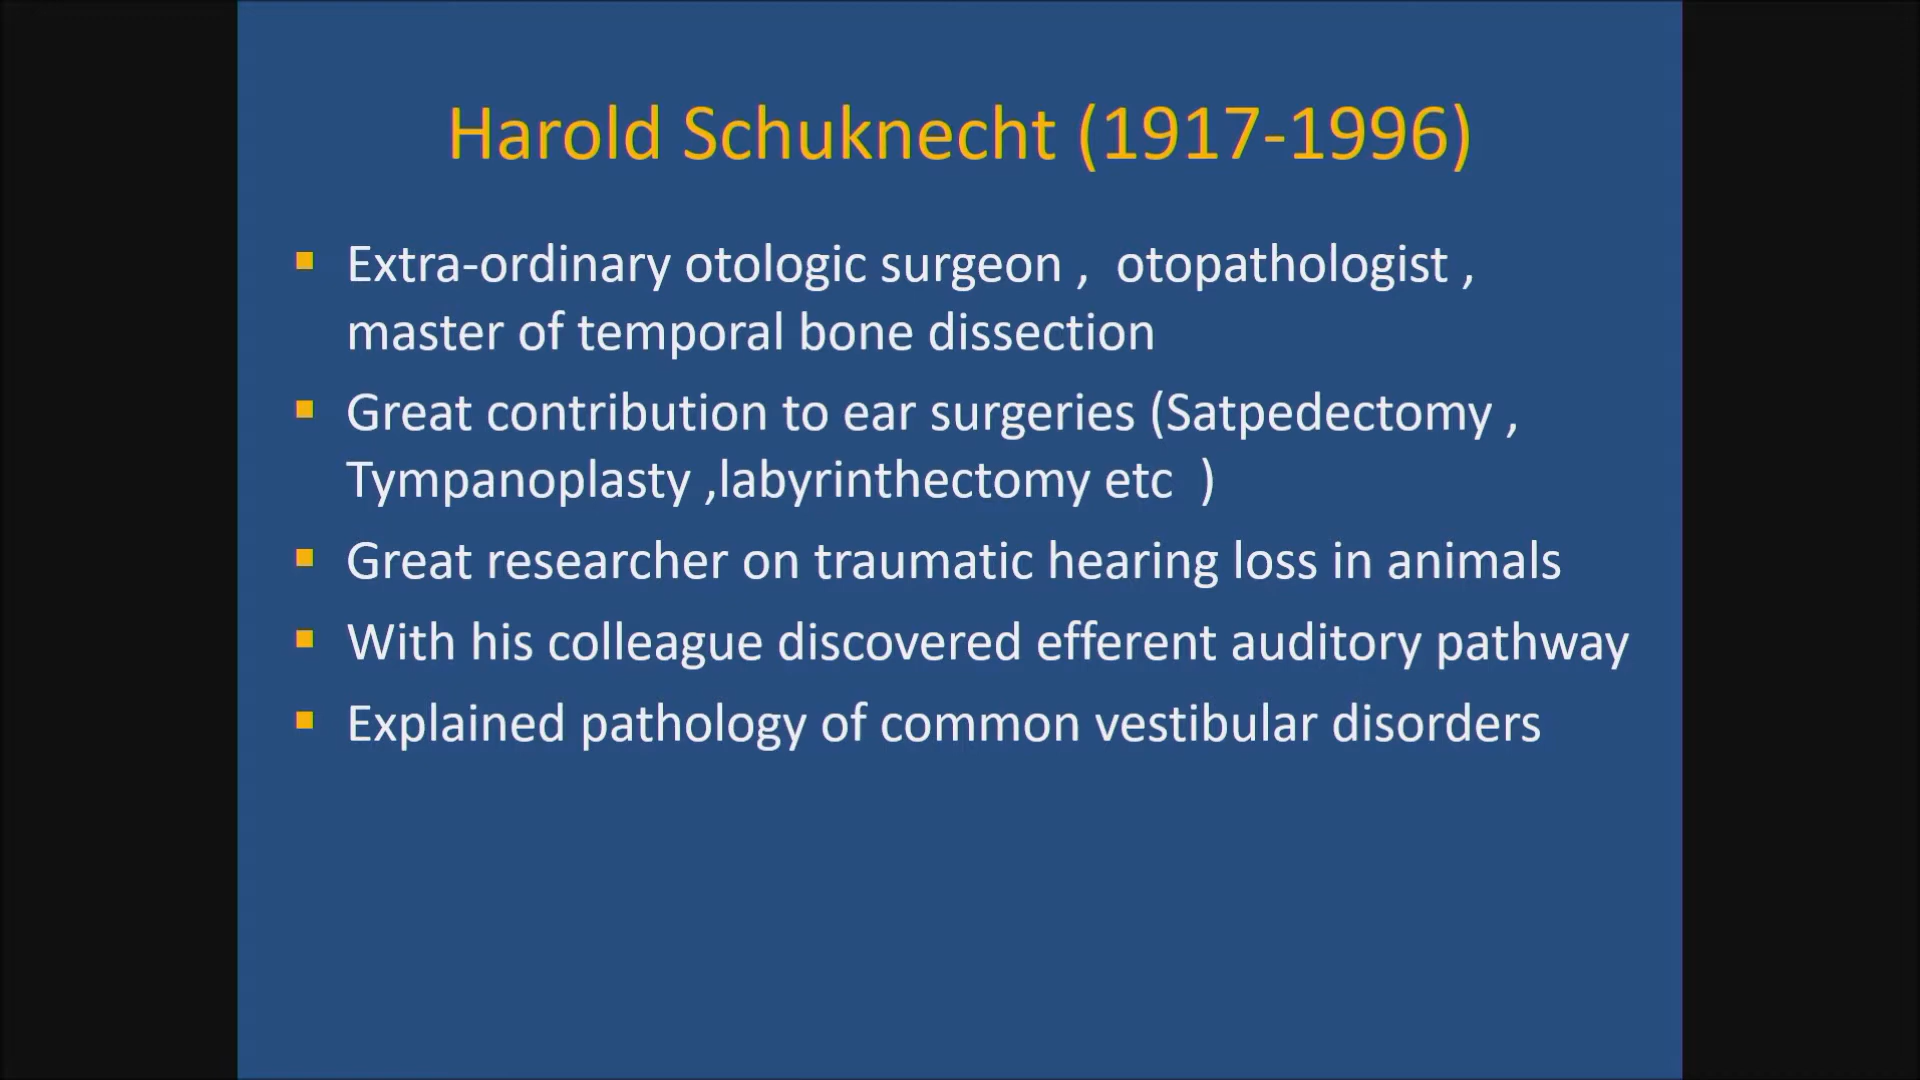 Harold Schuknecht (1917-1996)
Extra-ordinary otologic surgeon ,  otopathologist ,
master of temporal bone dissection
Great contribution to ear surgeries (Satpedectomy ,
Tympanoplasty ,labyrinthectomy etc  )
Great researcher on traumatic hearing loss in animals
With his colleague discovered efferent auditory pathway
Explained pathology of common vestibular disorders